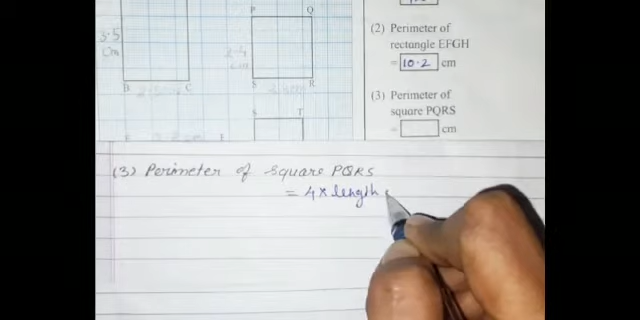 3.5
cm
B
C
P
Q
2.4
cm
S
R
S
T
(2) Perimeter of
rectangle EFGH
= 10.2 cm
(3) Perimeter of
square PQRS
= cm
(3) Perimeter of square PQRS
= 4 × length